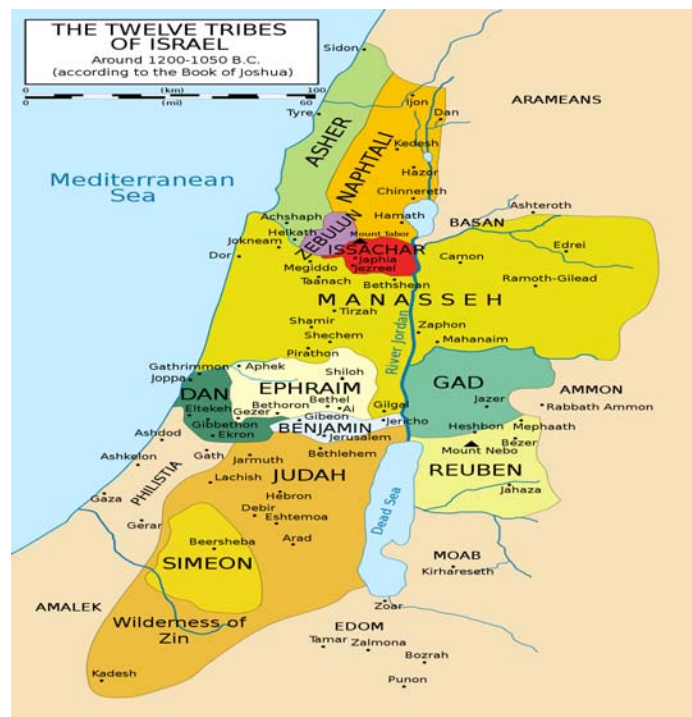 THE TWELVE TRIBES
OF ISRAEL
Around 1200-1050 B.C.
(according to the Book of Joshua)
0 (km) 100
0 (mi) 60
Sidon
Ijon
ARAMEANS
Tyre
Dan
ASHER
NAPHTALI
Kedesh
Hazor
Mediterranean
Sea
Chinnereth
Ashteroth
Achshaph
Hamath
BASAN
Helkath
ZEBULUN
Mount Tabor
Jokneam
ISSACHAR
Edrei
Dor
Japhia
Camon
Megiddo
Jezreel
Taanach
Bethshean
Ramoth-Gilead
MANASSEH
Tirzah
Shamir
Zaphon
Shechem
Mahanaim
River Jordan
Pirathon
Gathrimmon
Aphek
Joppa
Shiloh
EPHRAIM
GAD
DAN
Bethel
AMMON
Eltekeh
Bethoron
Ai
Gilgal
Jazer
Rabbath Ammon
Gezer
Gibeon
Gibbethon
BENJAMIN
Jericho
Heshbon
Mephaath
Ekron
Jerusalem
Bezer
Ashdod
Mount Nebo
Gath
Jarmuth
Bethlehem
Ashkelon
REUBEN
PHILISTIA
JUDAH
Lachish
Jahaza
Gaza
Hebron
Dead Sea
Debir
Gerar
Eshtemoa
Beersheba
Arad
MOAB
SIMEON
Kirhareseth
AMALEK
Zoar
Wilderness of
Zin
EDOM
Tamar
Zalmona
Bozrah
Kadesh
Punon